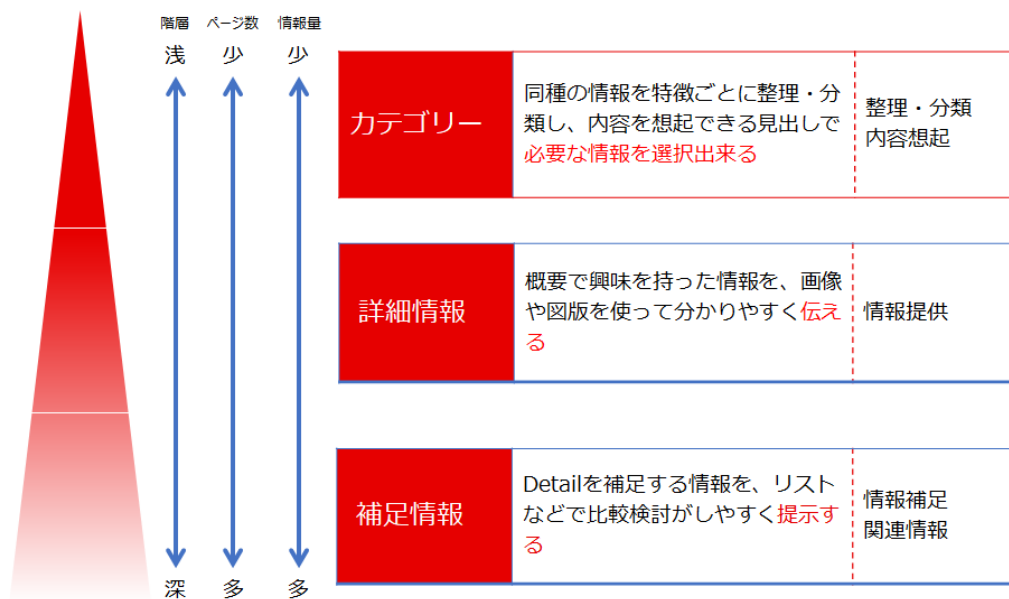 階層 ページ数 情報量
浅 少 少
カテゴリー
同種の情報を特徴ごとに整理・分
類し、内容を想起できる見出しで
必要な情報を選択出来る
整理・分類
内容想起
詳細情報
概要で興味を持った情報を、画像
や図版を使って分かりやすく伝え
る
情報提供
補足情報
Detailを補足する情報を、リスト
などで比較検討がしやすく提示す
る
情報補足
関連情報
深 多 多